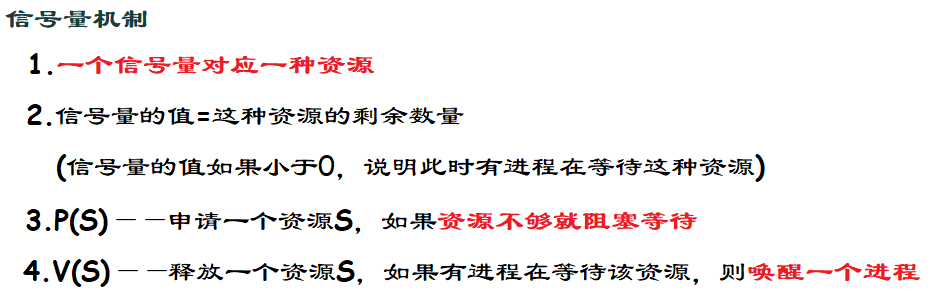 信号量机制
1.一个信号量对应一种资源
2.信号量的值=这种资源的剩余数量
(信号量的值如果小于0，说明此时有进程在等待这种资源)
3.P(S)——申请一个资源S，如果资源不够就阻塞等待
4.V(S)——释放一个资源S，如果有进程在等待该资源，则唤醒一个进程